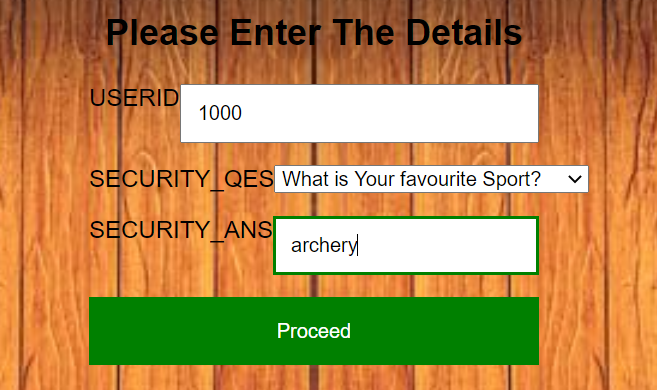 Please Enter The Details
USERID 1000
SECURITY_QES What is Your favourite Sport?
SECURITY_ANS archery
Proceed